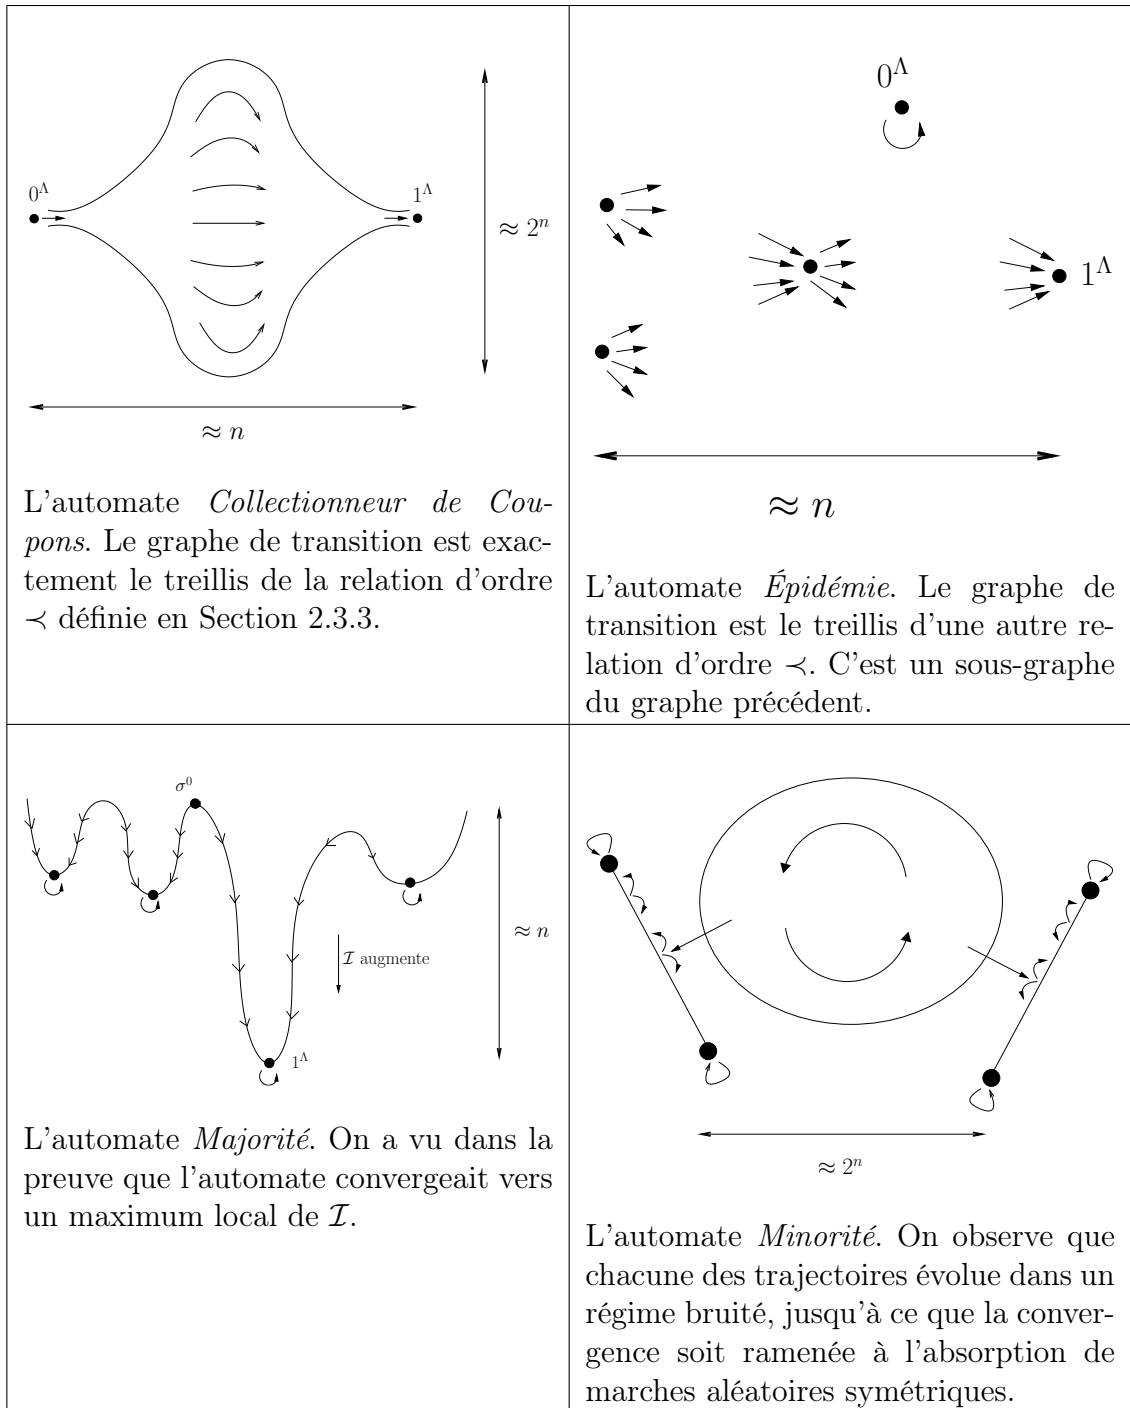 0^Λ
1^Λ
≈ 2^n
≈ n
L'automate Collectionneur de Cou-
pons. Le graphe de transition est exac-
tement le treillis de la relation d'ordre
≺ définie en Section 2.3.3.
0^Λ
1^Λ
≈ n
L'automate Épidémie. Le graphe de
transition est le treillis d'une autre re-
lation d'ordre ≺. C'est un sous-graphe
du graphe précédent.
σ^0
≈ n
I augmente
1^Λ
L'automate Majorité. On a vu dans la
preuve que l'automate convergeait vers
un maximum local de I.
≈ 2^n
L'automate Minorité. On observe que
chacune des trajectoires évolue dans un
régime bruité, jusqu'à ce que la conver-
gence soit ramenée à l'absorption de
marches aléatoires symétriques.